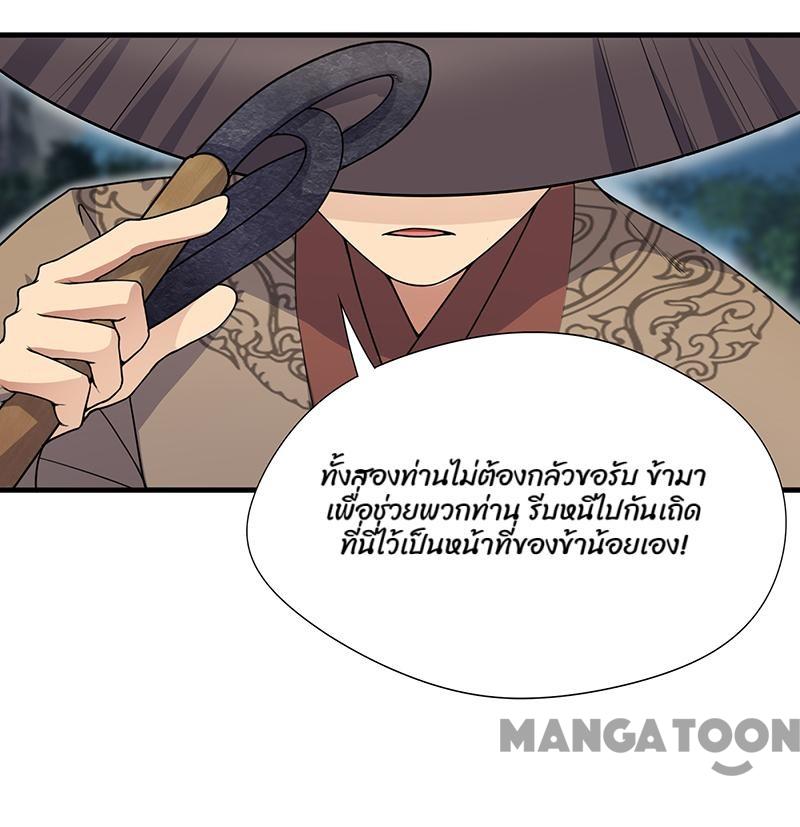 ทั้งสองท่านไม่ต้องกลัวขอรับ ข้ามา
เพื่อช่วยพวกท่าน รีบหนีไปกันเถิด
ที่นี่ไว้เป็นหน้าที่ของข้าน้อยเอง!
MANGATOON